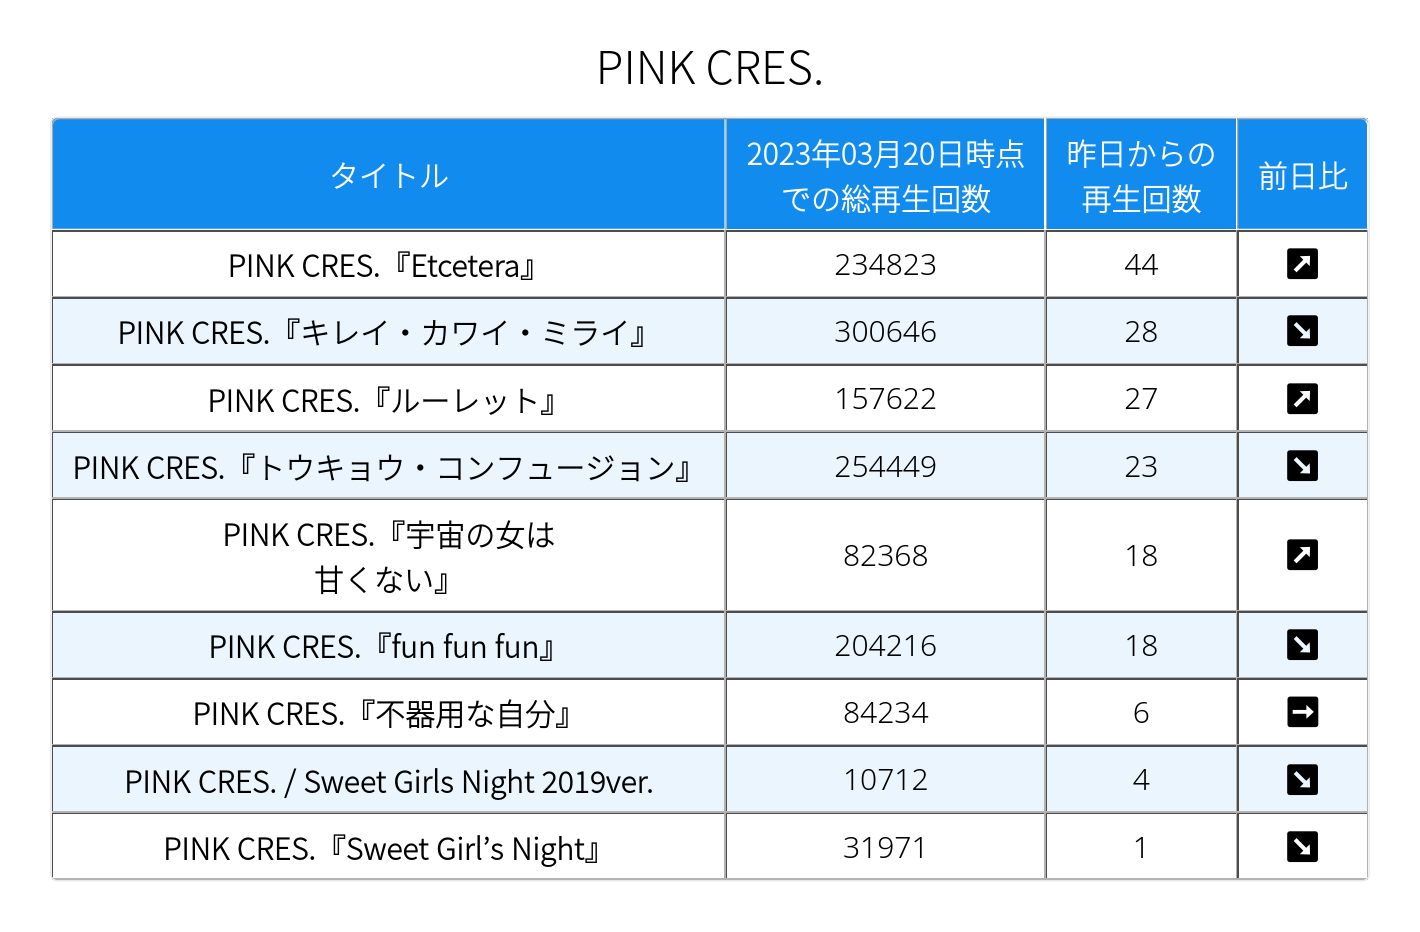 PINK CRES.
タイトル
2023年03月20日時点
での総再生回数
昨日からの
再生回数
前日比
PINK CRES.『Etcetera』
234823
44
PINK CRES.『キレイ・カワイ・ミライ』
300646
28
PINK CRES.『ルーレット』
157622
27
PINK CRES.『トウキョウ・コンフュージョン』
254449
23
PINK CRES.『宇宙の女は
甘くない』
82368
18
PINK CRES.『fun fun fun』
204216
18
PINK CRES.『不器用な自分』
84234
6
PINK CRES. / Sweet Girls Night 2019ver.
10712
4
PINK CRES.『Sweet Girl’s Night』
31971
1